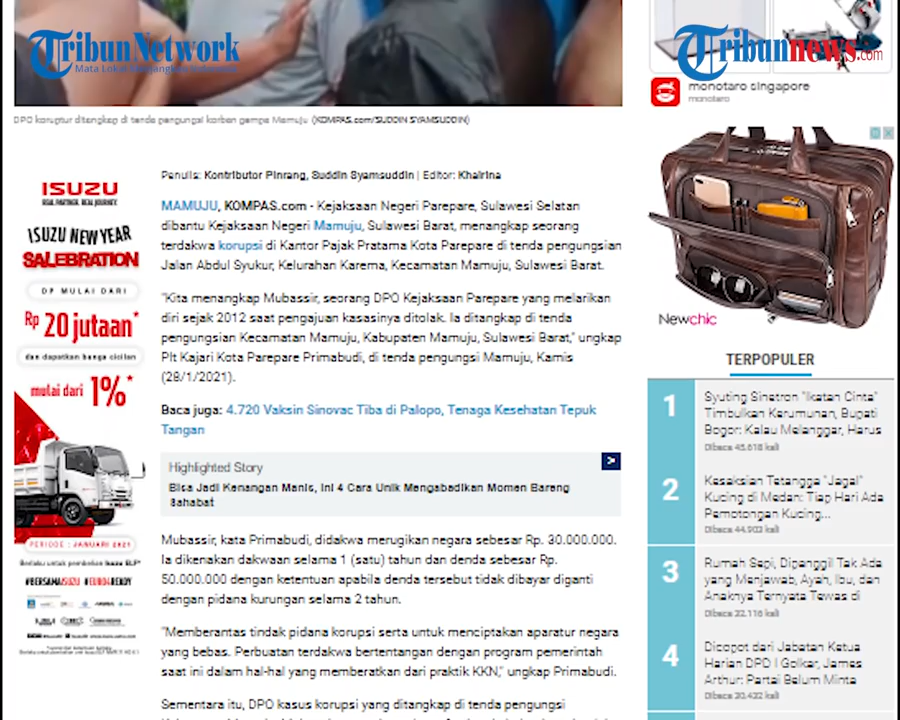 TribunNetwork
Tribunnews.com
monotaro singapore
monotaro
DPO koruptor ditangkap di tenda pengungsi korban gempa Mamuju (KOMPAS.com/SUDDIN SYAMSUDDIN)
Penulis: Kontributor Pinrang, Suddin Syamsuddin | Editor: Khairina
MAMUJU, KOMPAS.com - Kejaksaan Negeri Parepare, Sulawesi Selatan
dibantu Kejaksaan Negeri Mamuju, Sulawesi Barat, menangkap seorang
terdakwa korupsi di Kantor Pajak Pratama Kota Parepare di tenda pengungsian
Jalan Abdul Syukur, Kelurahan Karema, Kecamatan Mamuju, Sulawesi Barat.
"Kita menangkap Mubassir, seorang DPO Kejaksaan Parepare yang melarikan
diri sejak 2012 saat pengajuan kasasinya ditolak. Ia ditangkap di tenda
pengungsian Kecamatan Mamuju, Kabupaten Mamuju, Sulawesi Barat," ungkap
Plt Kajari Kota Parepare Primabudi, di tenda pengungsi Mamuju, Kamis
(28/1/2021).
Baca juga: 4.720 Vaksin Sinovac Tiba di Palopo, Tenaga Kesehatan Tepuk
Tangan
Highlighted Story
Bisa Jadi Kenangan Manis, Ini 4 Cara Unik Mengabadikan Momen Bareng
Sahabat
Mubassir, kata Primabudi, didakwa merugikan negara sebesar Rp. 30.000.000.
Ia dikenakan dakwaan selama 1 (satu) tahun dan denda sebesar Rp.
50.000.000 dengan ketentuan apabila denda tersebut tidak dibayar diganti
dengan pidana kurungan selama 2 tahun.
"Memberantas tindak pidana korupsi serta untuk menciptakan aparatur negara
yang bebas. Perbuatan terdakwa bertentangan dengan program pemerintah
saat ini dalam hal-hal yang memberatkan dari praktik KKN," ungkap Primabudi.
Sementara itu, DPO kasus korupsi yang ditangkap di tenda pengungsi
ISUZU
REAL PARTNER. REAL JOURNEY.
ISUZU NEW YEAR
SALEBRATION
DP MULAI DARI
Rp 20 jutaan*
dan dapatkan bunga cicilan
mulai dari 1%*
PERIODE : JANUARI 2021
Berlaku untuk pembelian Isuzu ELF*
#BERSAMAISUZU #EURO4READY
Newchic
TERPOPULER
1
Syuting Sinetron "Ikatan Cinta"
Timbulkan Kerumunan, Bupati
Bogor: Kalau Melanggar, Harus
Dibaca 45.618 kali
2
Kesaksian Tetangga "Jagal"
Kucing di Medan: Tiap Hari Ada
Pemotongan Kucing...
Dibaca 44.903 kali
3
Rumah Sepi, Dipanggil Tak Ada
yang Menjawab, Ayah, Ibu, dan
Anaknya Ternyata Tewas di
Dibaca 22.116 kali
4
Dicopot dari Jabatan Ketua
Harian DPD I Golkar, James
Arthur: Partai Belum Minta
Dibaca 20.432 kali